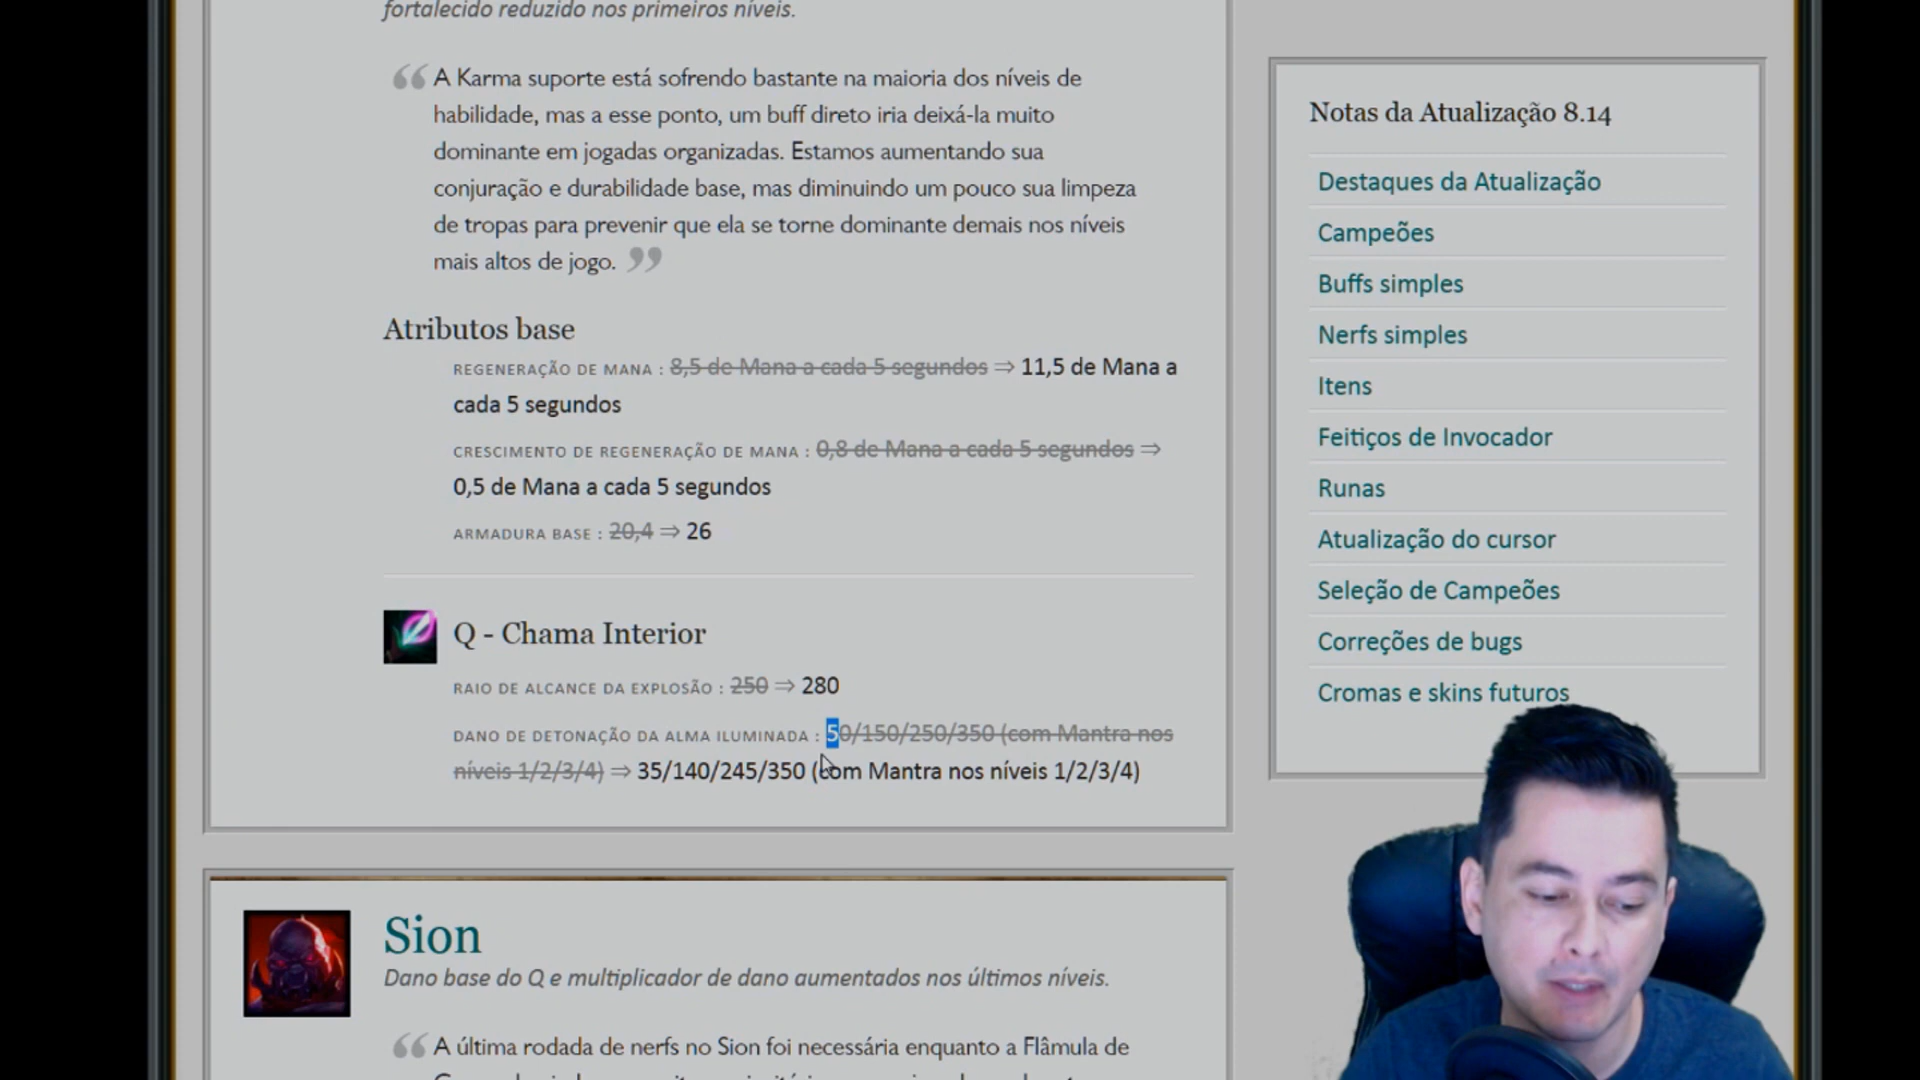 fortalecido reduzido nos primeiros níveis.
“ A Karma suporte está sofrendo bastante na maioria dos níveis de
habilidade, mas a esse ponto, um buff direto iria deixá-la muito
dominante em jogadas organizadas. Estamos aumentando sua
conjuração e durabilidade base, mas diminuindo um pouco sua limpeza
de tropas para prevenir que ela se torne dominante demais nos níveis
mais altos de jogo. ”
Atributos base
REGENERAÇÃO DE MANA : 8,5 de Mana a cada 5 segundos ⇒ 11,5 de Mana a
cada 5 segundos
CRESCIMENTO DE REGENERAÇÃO DE MANA : 0,8 de Mana a cada 5 segundos ⇒
0,5 de Mana a cada 5 segundos
ARMADURA BASE : 20,4 ⇒ 26
Q - Chama Interior
RAIO DE ALCANCE DA EXPLOSÃO : 250 ⇒ 280
DANO DE DETONAÇÃO DA ALMA ILUMINADA : 50/150/250/350 (com Mantra nos
níveis 1/2/3/4) ⇒ 35/140/245/350 (com Mantra nos níveis 1/2/3/4)
Sion
Dano base do Q e multiplicador de dano aumentados nos últimos níveis.
“ A última rodada de nerfs no Sion foi necessária enquanto a Flâmula de
Notas da Atualização 8.14
Destaques da Atualização
Campeões
Buffs simples
Nerfs simples
Itens
Feitiços de Invocador
Runas
Atualização do cursor
Seleção de Campeões
Correções de bugs
Cromas e skins futuros